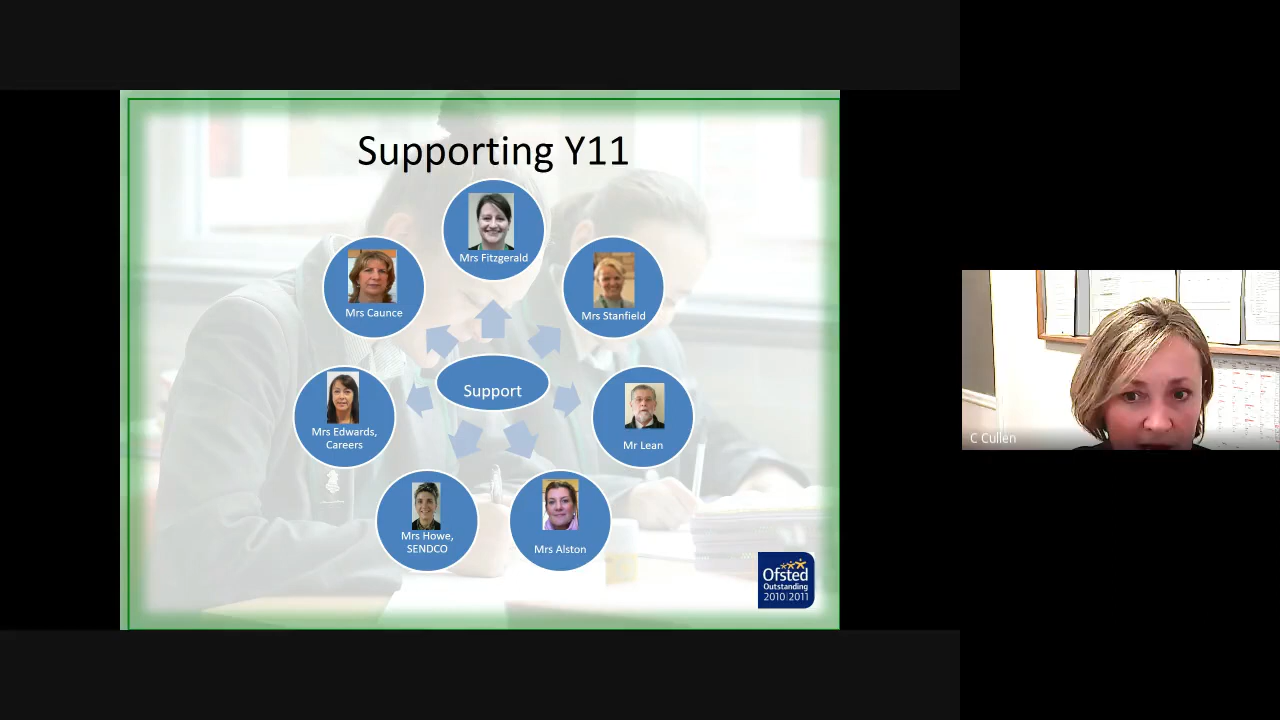 Supporting Y11
Mrs Fitzgerald
Mrs Stanfield
Mr Lean
Mrs Alston
Mrs Howe,
SENDCO
Mrs Edwards,
Careers
Mrs Caunce
Support
Ofsted
Outstanding
2010 2011
C Cullen